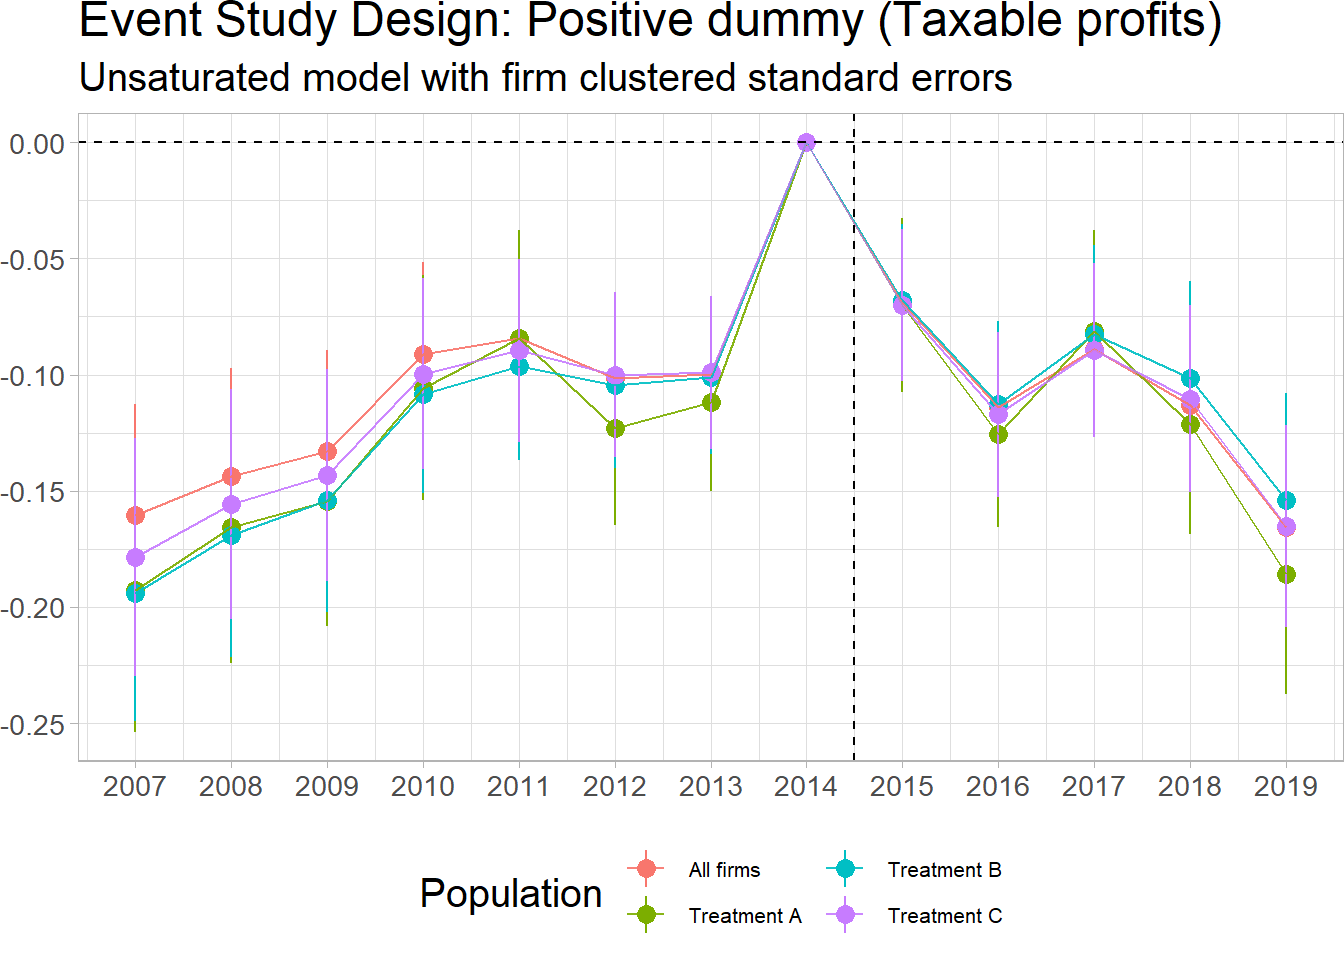 Event Study Design: Positive dummy (Taxable profits)
Unsaturated model with firm clustered standard errors
0.00
-0.05
-0.10
-0.15
-0.20
-0.25
2007 2008 2009 2010 2011 2012 2013 2014 2015 2016 2017 2018 2019
Population
All firms
Treatment A
Treatment B
Treatment C